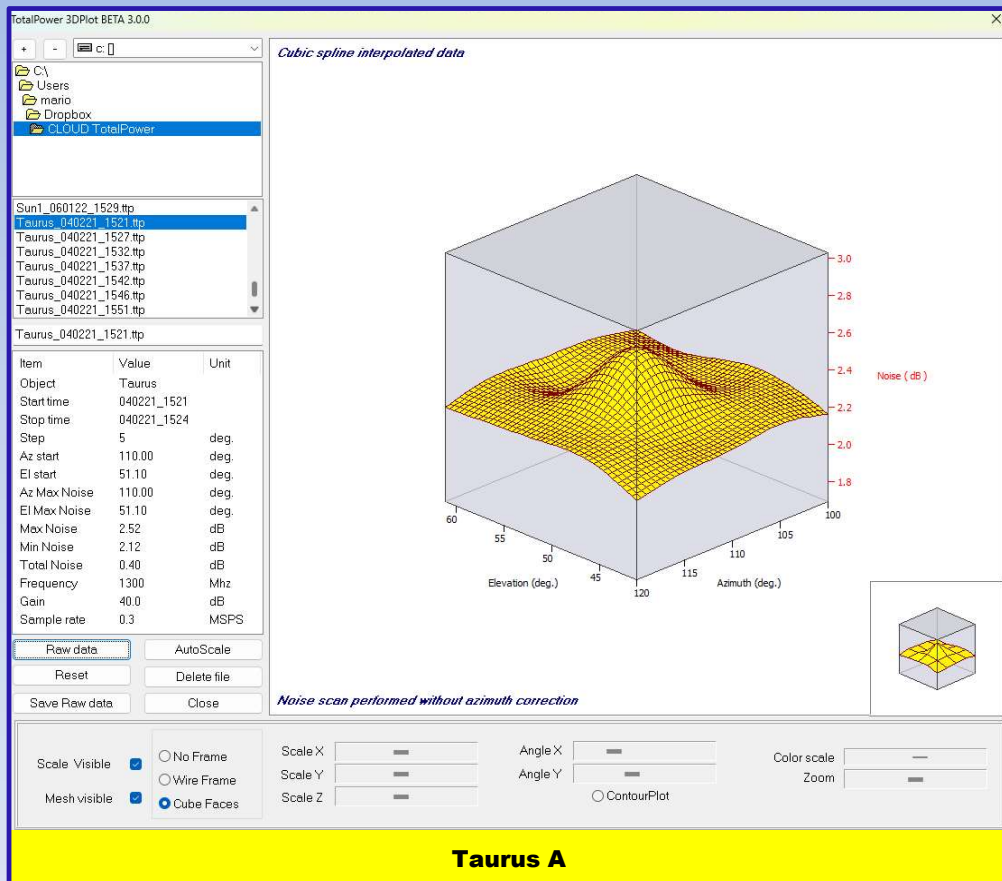 TotalPower 3DPlot BETA 3.0.0
+ - c: []
C:\
Users
mario
Dropbox
CLOUD TotalPower
Sun1_060122_1529.ttp
Taurus_040221_1521.ttp
Taurus_040221_1527.ttp
Taurus_040221_1532.ttp
Taurus_040221_1537.ttp
Taurus_040221_1542.ttp
Taurus_040221_1546.ttp
Taurus_040221_1551.ttp
Taurus_040221_1521.ttp
Item Value Unit
Object Taurus
Start time 040221_1521
Stop time 040221_1524
Step 5 deg.
Az start 110.00 deg.
El start 51.10 deg.
Az Max Noise 110.00 deg.
El Max Noise 51.10 deg.
Max Noise 2.52 dB
Min Noise 2.12 dB
Total Noise 0.40 dB
Frequency 1300 Mhz
Gain 40.0 dB
Sample rate 0.3 MSPS
Raw data AutoScale
Reset Delete file
Save Raw data Close
Cubic spline interpolated data
3.0
2.8
2.6
2.4
Noise ( dB )
2.2
2.0
1.8
60
55
50
45
Elevation (deg.)
120
115
110
105
100
Azimuth (deg.)
Noise scan performed without azimuth correction
Scale Visible
Mesh visible
No Frame
Wire Frame
Cube Faces
Scale X
Scale Y
Scale Z
Angle X
Angle Y
ContourPlot
Color scale
Zoom
Taurus A